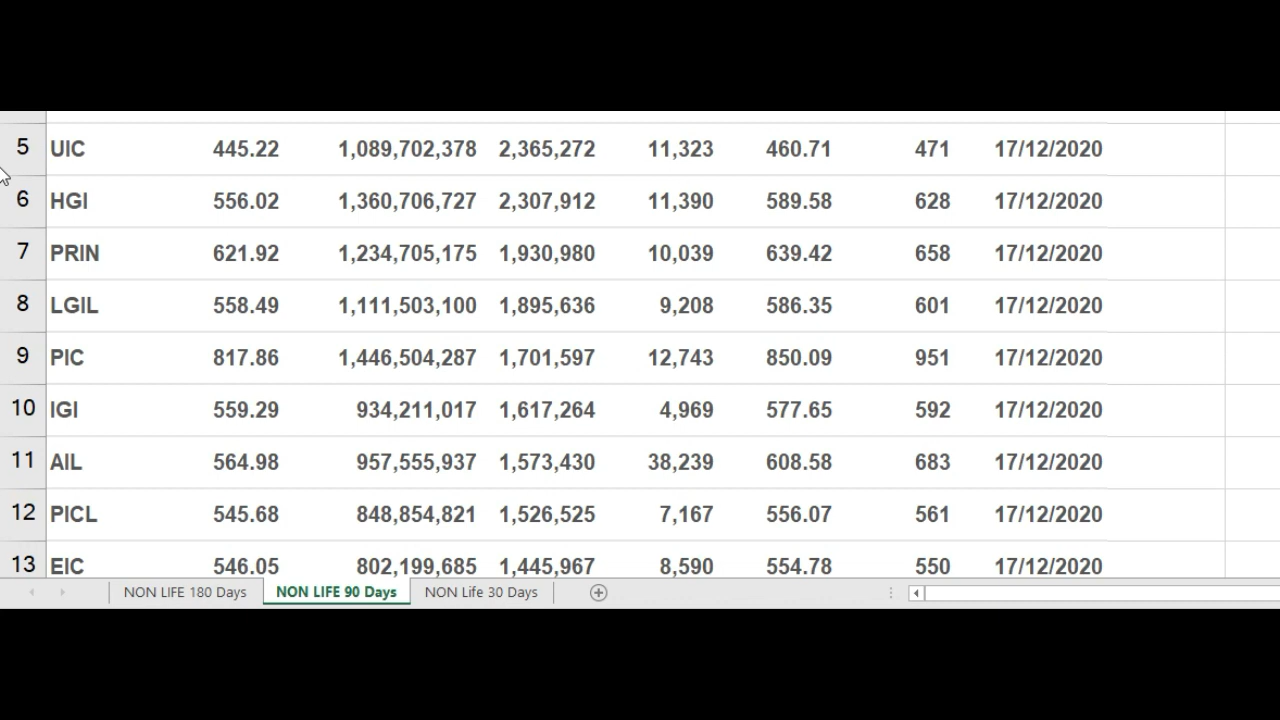 5 UIC 445.22 1,089,702,378 2,365,272 11,323 460.71 471 17/12/2020
6 HGI 556.02 1,360,706,727 2,307,912 11,390 589.58 628 17/12/2020
7 PRIN 621.92 1,234,705,175 1,930,980 10,039 639.42 658 17/12/2020
8 LGIL 558.49 1,111,503,100 1,895,636 9,208 586.35 601 17/12/2020
9 PIC 817.86 1,446,504,287 1,701,597 12,743 850.09 951 17/12/2020
10 IGI 559.29 934,211,017 1,617,264 4,969 577.65 592 17/12/2020
11 AIL 564.98 957,555,937 1,573,430 38,239 608.58 683 17/12/2020
12 PICL 545.68 848,854,821 1,526,525 7,167 556.07 561 17/12/2020
13 EIC 546.05 802,199,685 1,445,967 8,590 554.78 550 17/12/2020
NON LIFE 180 Days NON LIFE 90 Days NON Life 30 Days